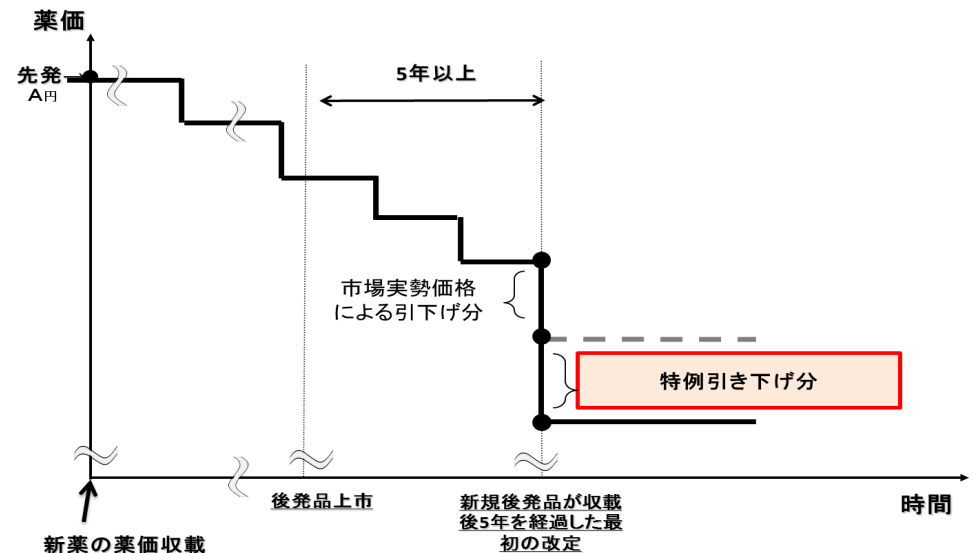 薬価
先発
A円
5年以上
市場実勢価格
による引下げ分
特例引き下げ分
後発品上市
新規後発品が収載
後5年を経過した最
初の改定
時間
新薬の薬価収載